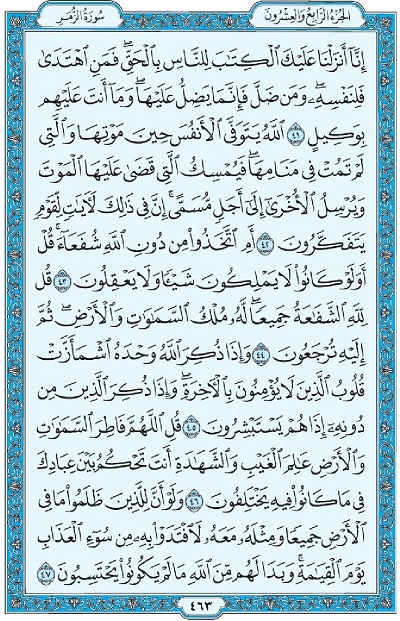 الجزء الرابع والعشرون
سورة الزمر
إِنَّآ أَنزَلْنَا عَلَيْكَ ٱلْكِتَـٰبَ لِلنَّاسِ بِٱلْحَقِّ ۖ فَمَنِ ٱهْتَدَىٰ
فَلِنَفْسِهِۦ ۖ وَمَن ضَلَّ فَإِنَّمَا يَضِلُّ عَلَيْهَا ۖ وَمَآ أَنتَ عَلَيْهِم
بِوَكِيلٍ ٤١ ٱللَّهُ يَتَوَفَّى ٱلْأَنفُسَ حِينَ مَوْتِهَا وَٱلَّتِى
لَمْ تَمُتْ فِى مَنَامِهَا ۖ فَيُمْسِكُ ٱلَّتِى قَضَىٰ عَلَيْهَا ٱلْمَوْتَ
وَيُرْسِلُ ٱلْأُخْرَىٰٓ إِلَىٰٓ أَجَلٍ مُّسَمًّى ۚ إِنَّ فِى ذَٰلِكَ لَـَٔايَـٰتٍ لِّقَوْمٍ
يَتَفَكَّرُونَ ٤٢ أَمِ ٱتَّخَذُوا۟ مِن دُونِ ٱللَّهِ شُفَعَآءَ ۚ قُلْ
أَوَلَوْ كَانُوا۟ لَا يَمْلِكُونَ شَيْـًٔا وَلَا يَعْقِلُونَ ٤٣ قُل
لِّلَّهِ ٱلشَّفَـٰعَةُ جَمِيعًا ۖ لَّهُۥ مُلْكُ ٱلسَّمَـٰوَٰتِ وَٱلْأَرْضِ ۖ ثُمَّ
إِلَيْهِ تُرْجَعُونَ ٤٤ وَإِذَا ذُكِرَ ٱللَّهُ وَحْدَهُ ٱشْمَأَزَّتْ
قُلُوبُ ٱلَّذِينَ لَا يُؤْمِنُونَ بِٱلْـَٔاخِرَةِ ۖ وَإِذَا ذُكِرَ ٱلَّذِينَ مِن
دُونِهِۦٓ إِذَا هُمْ يَسْتَبْشِرُونَ ٤٥ قُلِ ٱللَّهُمَّ فَاطِرَ ٱلسَّمَـٰوَٰتِ
وَٱلْأَرْضِ عَـٰلِمَ ٱلْغَيْبِ وَٱلشَّهَـٰدَةِ أَنتَ تَحْكُمُ بَيْنَ عِبَادِكَ
فِى مَا كَانُوا۟ فِيهِ يَخْتَلِفُونَ ٤٦ وَلَوْ أَنَّ لِلَّذِينَ ظَلَمُوا۟ مَا فِى
ٱلْأَرْضِ جَمِيعًا وَمِثْلَهُۥ مَعَهُۥ لَٱفْتَدَوْا۟ بِهِۦ مِن سُوٓءِ ٱلْعَذَابِ
يَوْمَ ٱلْقِيَـٰمَةِ ۚ وَبَدَا لَهُم مِّنَ ٱللَّهِ مَا لَمْ يَكُونُوا۟ يَحْتَسِبُونَ ٤٧
٤٦٣